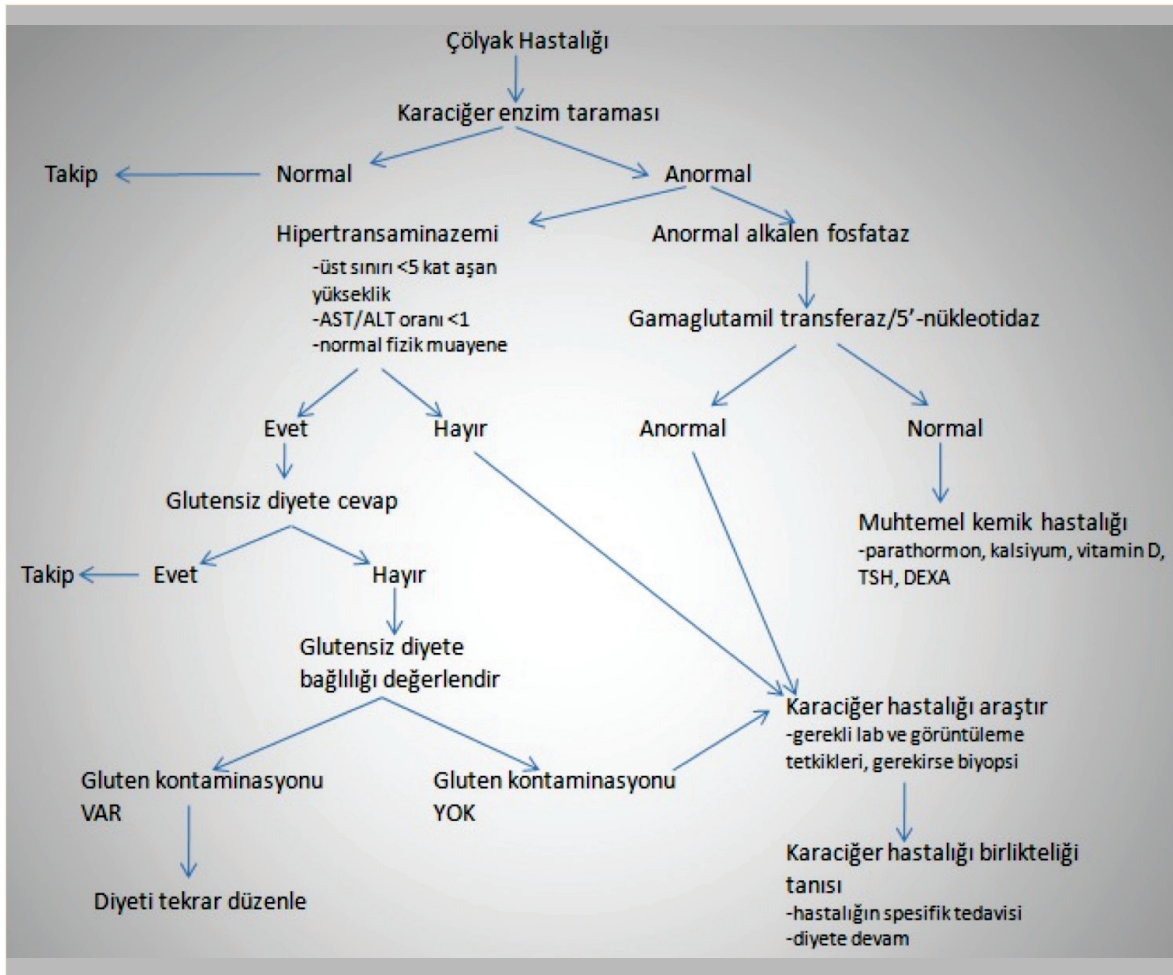 Çölyak Hastalığı
Karaciğer enzim taraması
Takip
Normal
Anormal
Hipertransaminazemi
-üst sınırı <5 kat aşan
yükseklik
-AST/ALT oranı <1
-normal fizik muayene
Anormal alkalen fosfataz
Gamaglutamil transferaz/5’-nükleotidaz
Evet
Hayır
Anormal
Normal
Glutensiz diyete cevap
Muhtemel kemik hastalığı
-parathormon, kalsiyum, vitamin D,
TSH, DEXA
Takip
Evet
Hayır
Glutensiz diyete
bağlılığı değerlendir
Karaciğer hastalığı araştır
-gerekli lab ve görüntüleme
tetkikleri, gerekirse biyopsi
Gluten kontaminasyonu
VAR
Gluten kontaminasyonu
YOK
Diyeti tekrar düzenle
Karaciğer hastalığı birlikteliği
tanısı
-hastalığın spesifik tedavisi
-diyete devam